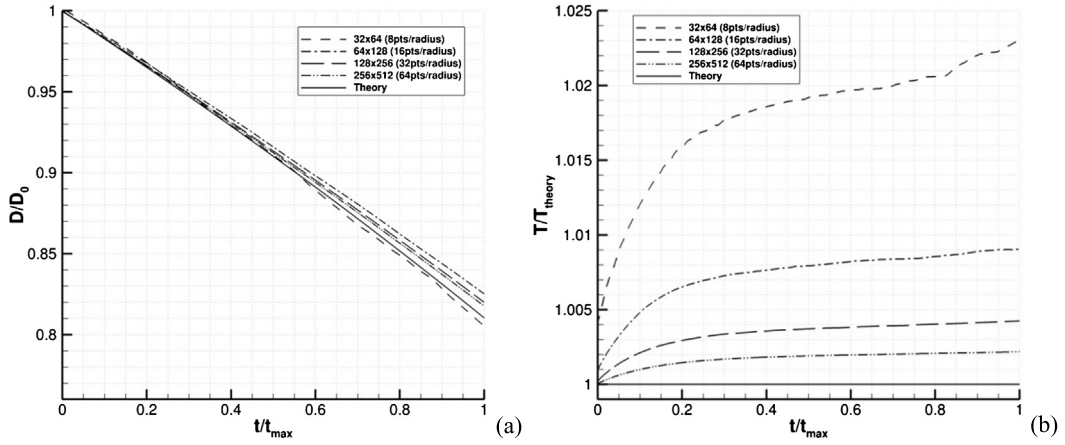 1
0.95
0.9
0.85
0.8
D/D0
0
0.2
0.4
0.6
0.8
1
t/tmax
32x64 (8pts/radius)
64x128 (16pts/radius)
128x256 (32pts/radius)
256x512 (64pts/radius)
Theory
(a)
1.025
1.02
1.015
1.01
1.005
1
T/Ttheory
0
0.2
0.4
0.6
0.8
1
t/tmax
32x64 (8pts/radius)
64x128 (16pts/radius)
128x256 (32pts/radius)
256x512 (64pts/radius)
Theory
(b)